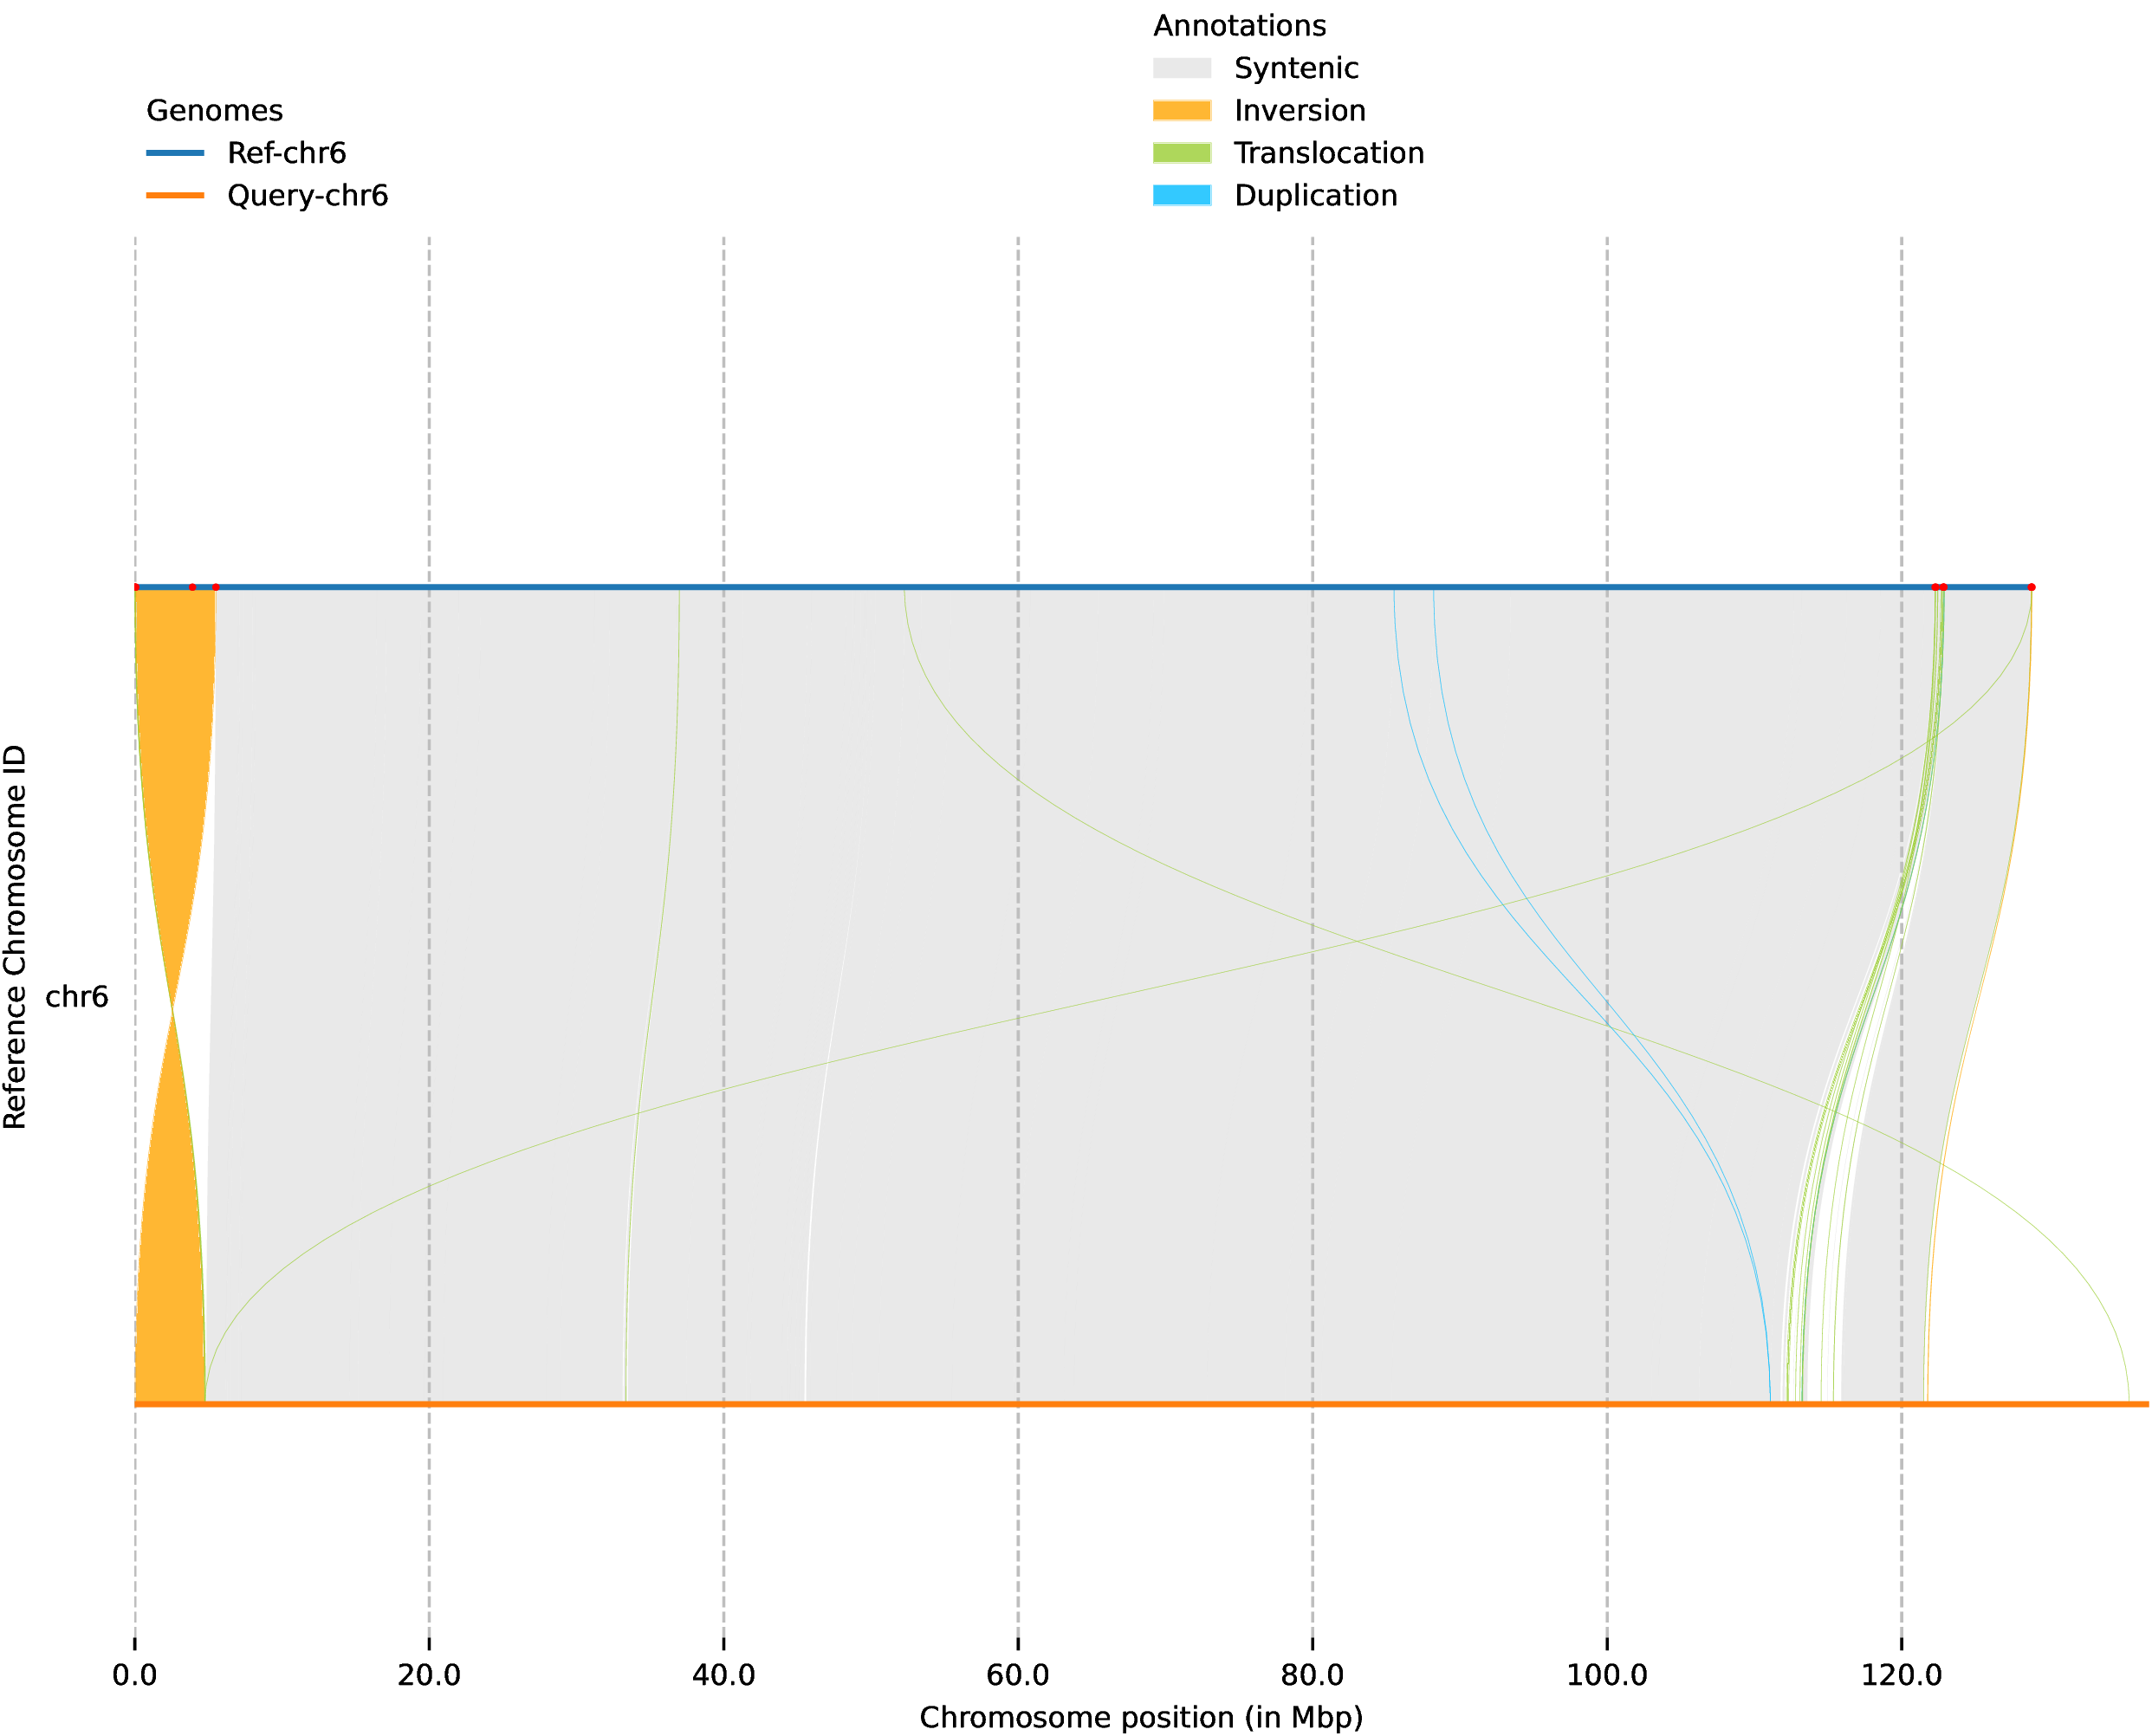 Genomes
Ref-chr6
Query-chr6
Annotations
Syntenic
Inversion
Translocation
Duplication
Reference Chromosome ID
chr6
0.0 20.0 40.0 60.0 80.0 100.0 120.0
Chromosome position (in Mbp)